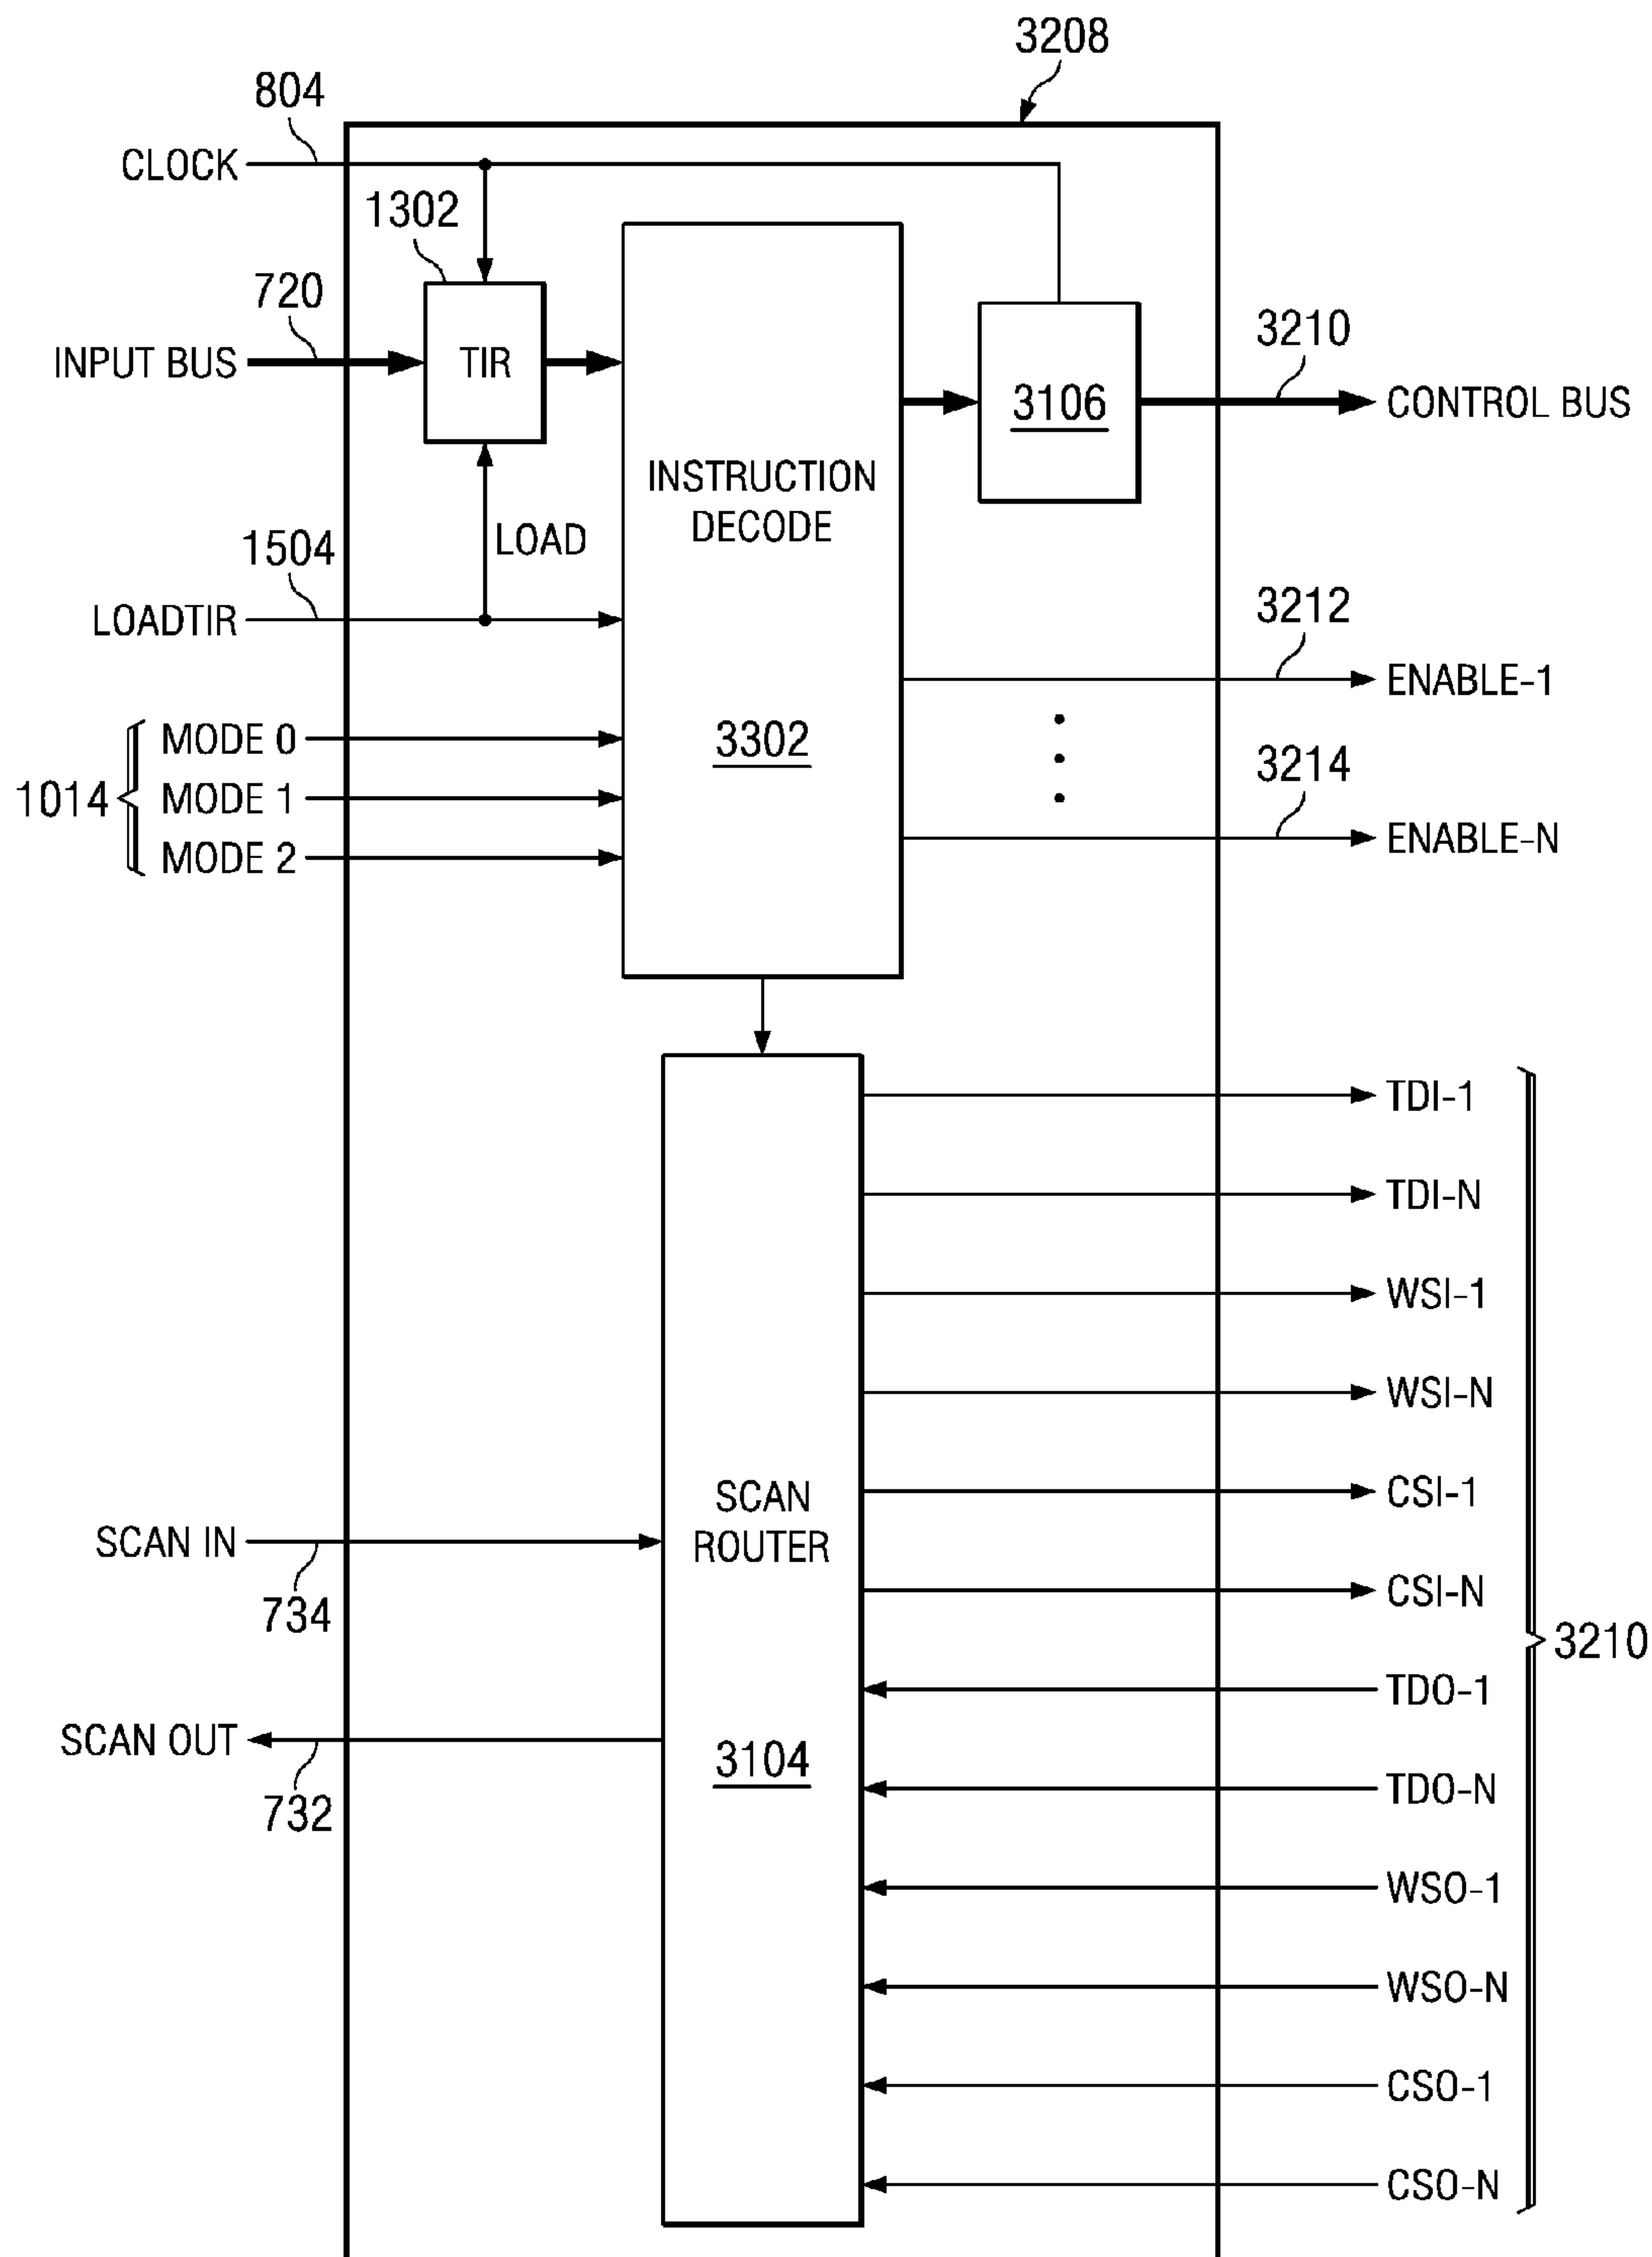 3208
804
CLOCK
1302
720
INPUT BUS
TIR
3210
3106
CONTROL BUS
INSTRUCTION
DECODE
1504
LOAD
LOADTIR
3212
ENABLE-1
1014
MODE 0
MODE 1
MODE 2
3302
3214
ENABLE-N
TDI-1
TDI-N
WSI-1
WSI-N
CSI-1
CSI-N
SCAN
ROUTER
SCAN IN
734
3210
TDO-1
SCAN OUT
732
3104
TDO-N
WSO-1
WSO-N
CSO-1
CSO-N